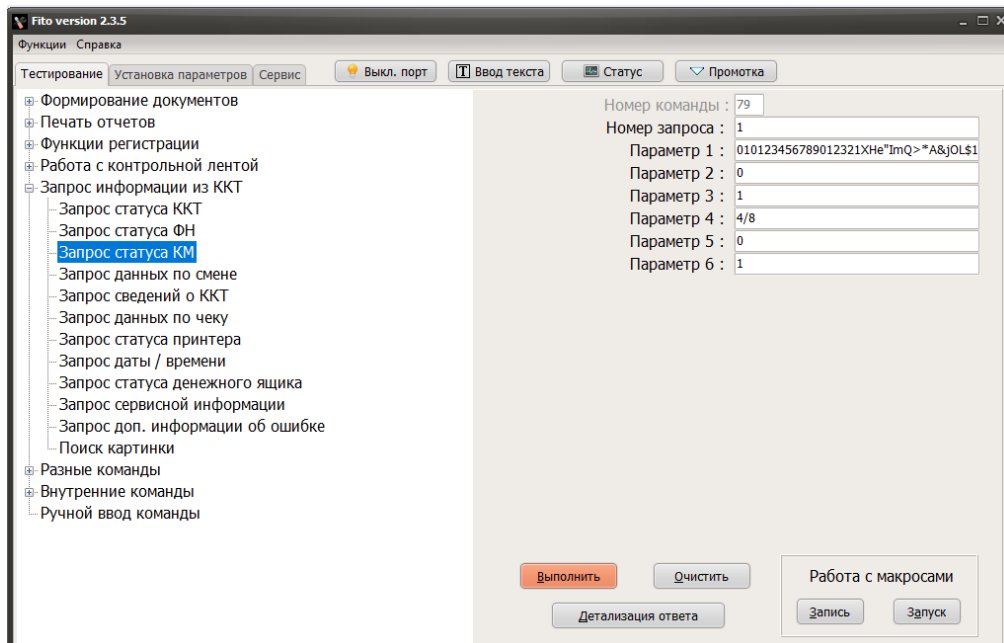 Fito version 2.3.5
Функции Справка
Тестирование Установка параметров Сервис Выкл. порт Ввод текста Статус Промотка
Формирование документов
Печать отчетов
Функции регистрации
Работа с контрольной лентой
Запрос информации из ККТ
Запрос статуса ККТ
Запрос статуса ФН
Запрос статуса КМ
Запрос данных по смене
Запрос сведений о ККТ
Запрос данных по чеку
Запрос статуса принтера
Запрос даты / времени
Запрос статуса денежного ящика
Запрос сервисной информации
Запрос доп. информации об ошибке
Поиск картинки
Разные команды
Внутренние команды
Ручной ввод команды
Номер команды : 79
Номер запроса : 1
Параметр 1 : 010123456789012321XHe"ImQ>*A&jOL$1
Параметр 2 : 0
Параметр 3 : 1
Параметр 4 : 4/8
Параметр 5 : 0
Параметр 6 : 1
Выполнить Очистить
Детализация ответа
Работа с макросами
Запись Запуск